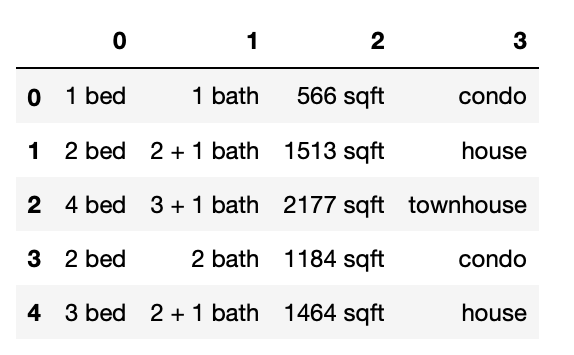 0 1 2 3
0 1 bed 1 bath 566 sqft condo
1 2 bed 2 + 1 bath 1513 sqft house
2 4 bed 3 + 1 bath 2177 sqft townhouse
3 2 bed 2 bath 1184 sqft condo
4 3 bed 2 + 1 bath 1464 sqft house